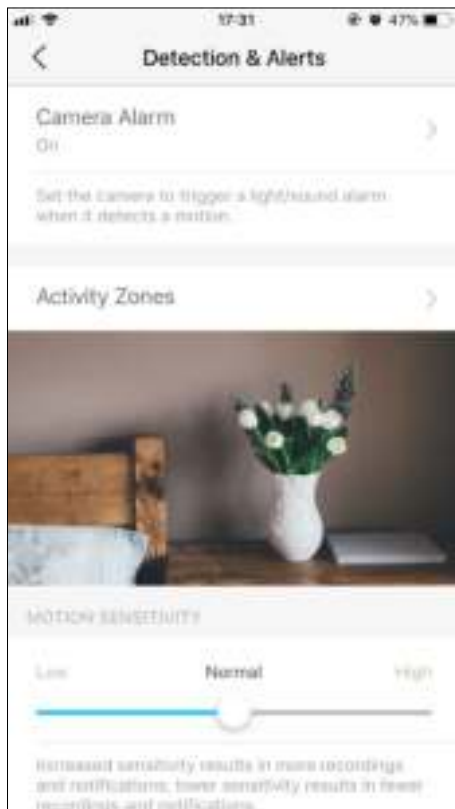 17:31 47%
Detection & Alerts
Camera Alarm
On
Set the camera to trigger a light/sound alarm
when it detects a motion.
Activity Zones
MOTION SENSITIVITY
Low Normal High
Increased sensitivity results in more recordings
and notifications, lower sensitivity results in fewer
recordings and notifications.